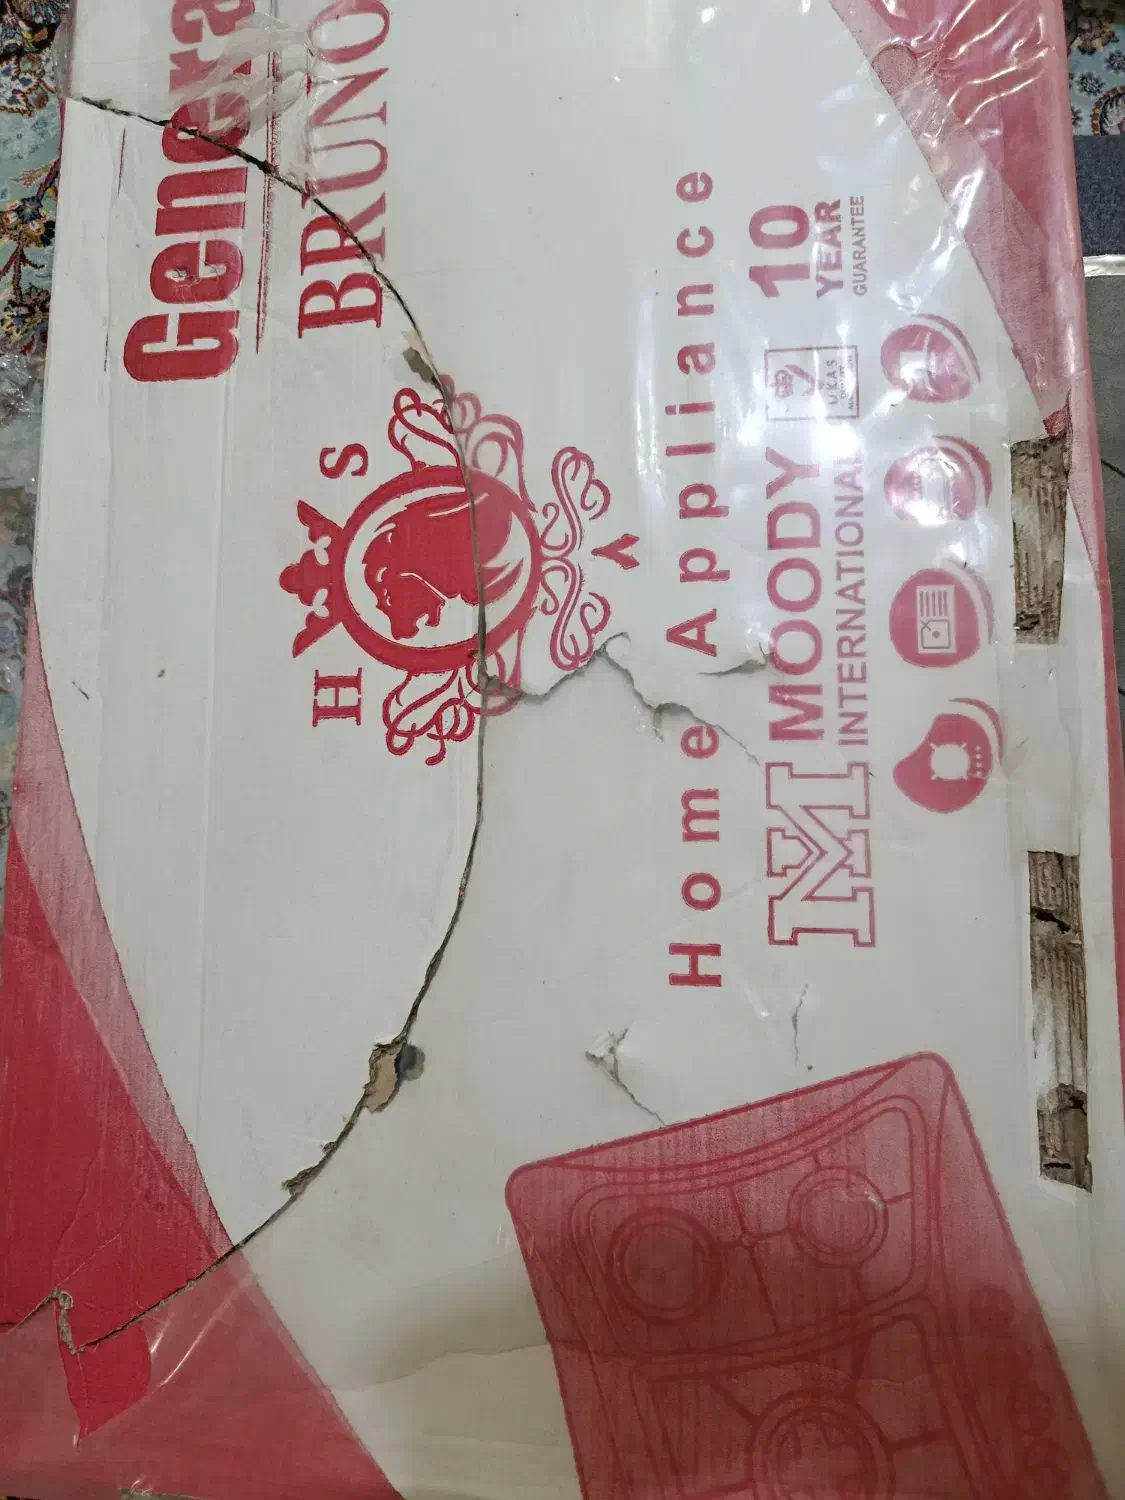 Genera
BRUNO
H S
Home Appliance
M MOODY
INTERNATIONAL
UKAS
10
YEAR
GUARANTEE